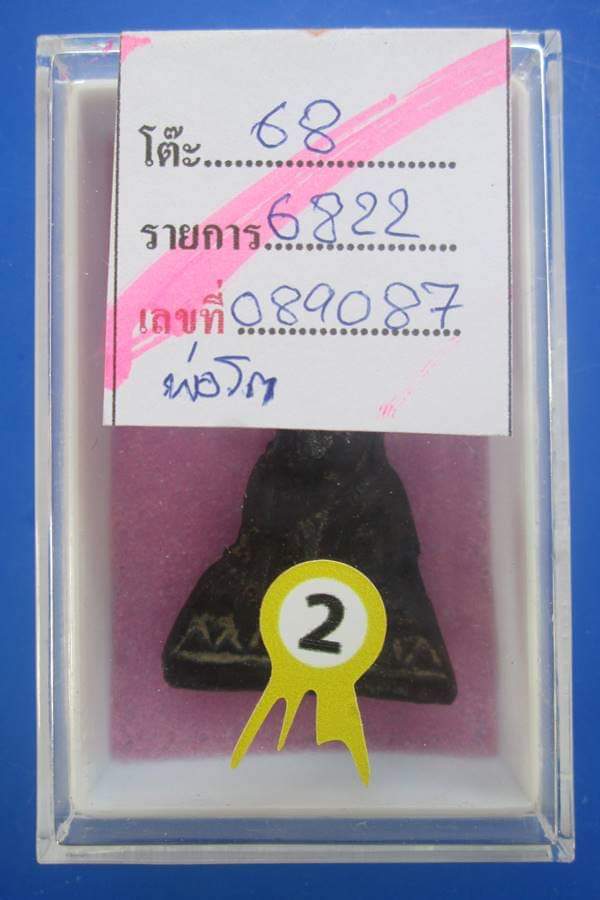 โต๊ะ 68
รายการ 6822
เลขที่ 089087
พ่อโต
2